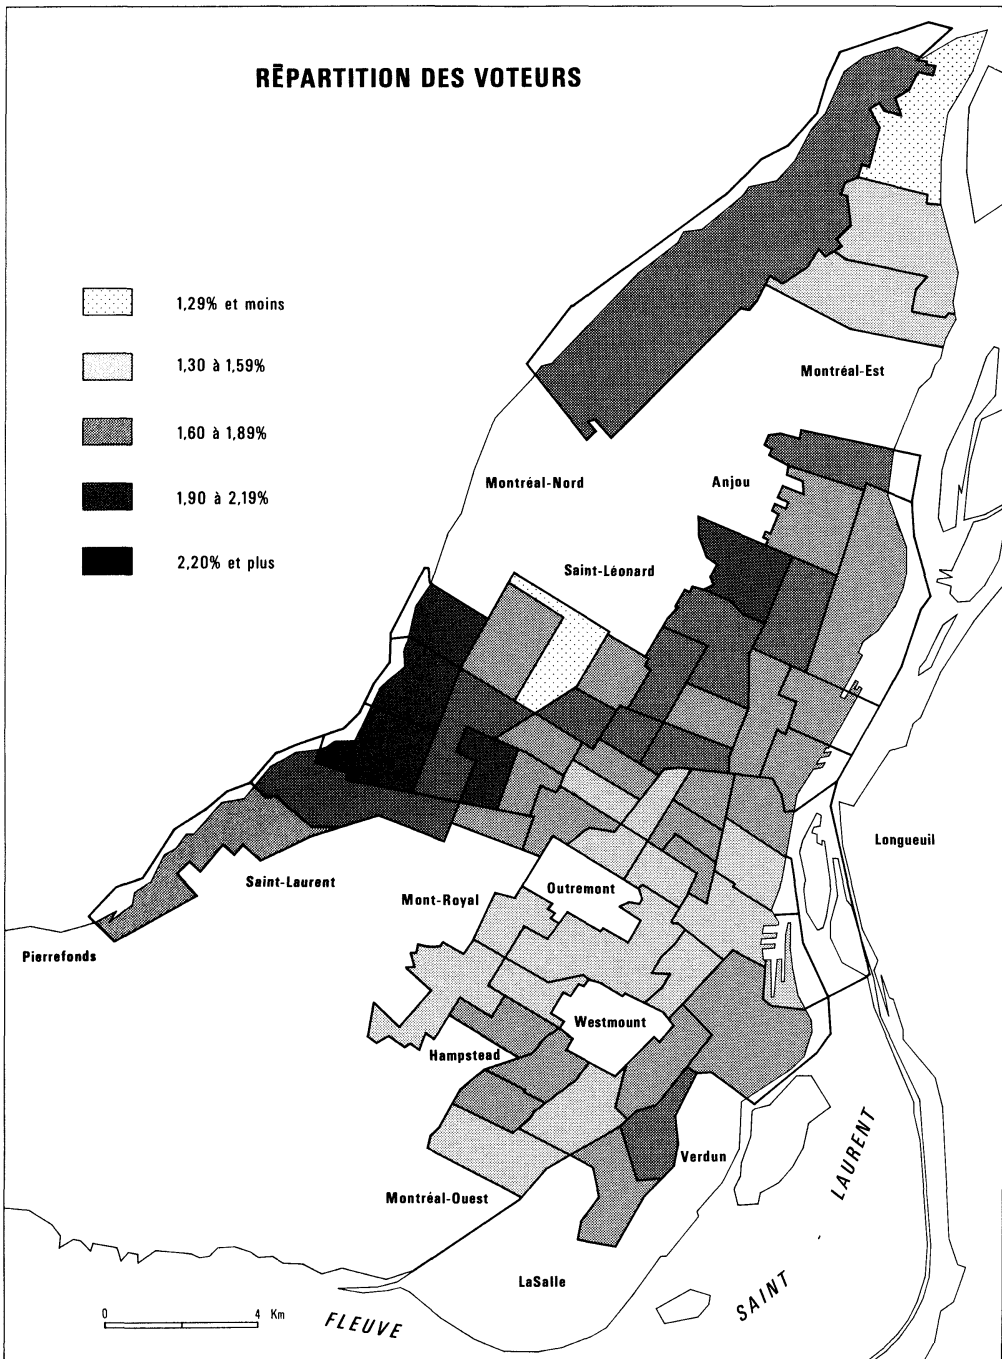 RĒPARTITION DES VOTEURS
1,29% et moins
1,30 à 1,59%
1,60 à 1,89%
1,90 à 2,19%
2,20% et plus
Montréal-Est
Montréal-Nord
Anjou
Saint-Léonard
Longueuil
Saint-Laurent
Mont-Royal
Outremont
Pierrefonds
Westmount
Hampstead
Verdun
Montréal-Ouest
LaSalle
0 4 Km
FLEUVE
SAINT
LAURENT